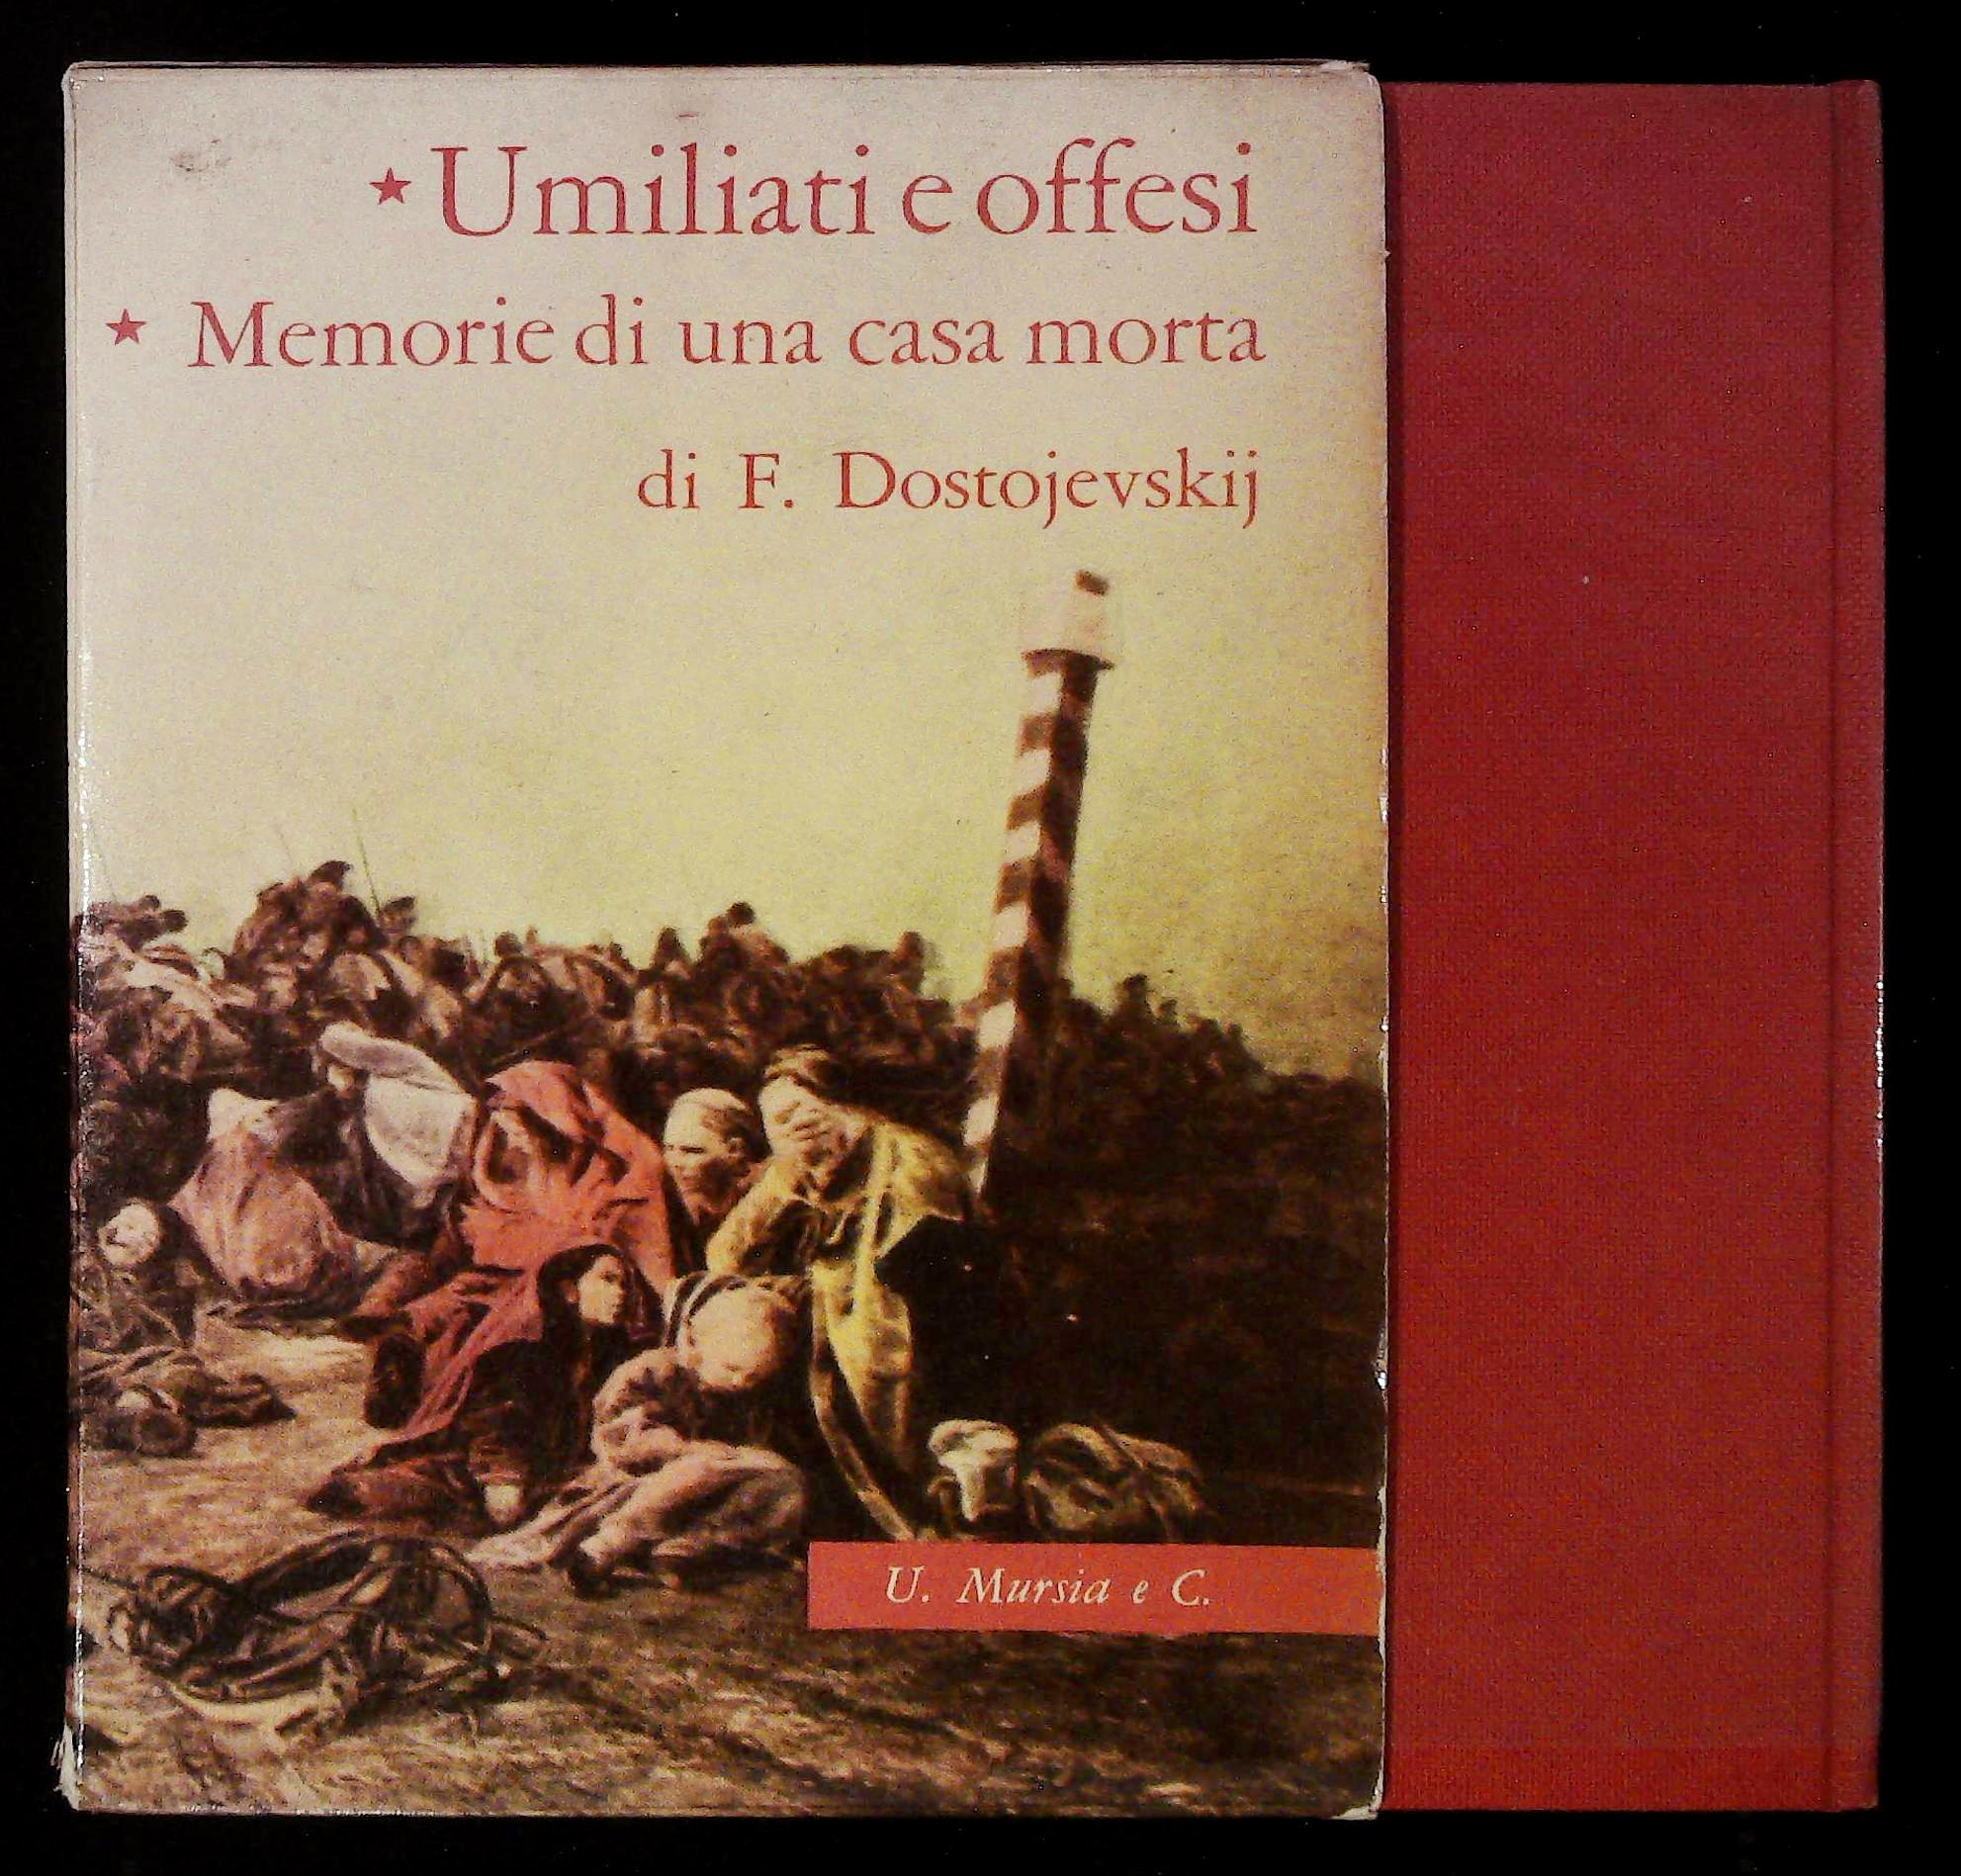 ★ Umiliati e offesi
★ Memorie di una casa morta
di F. Dostojevskij
U. Mursia e C.